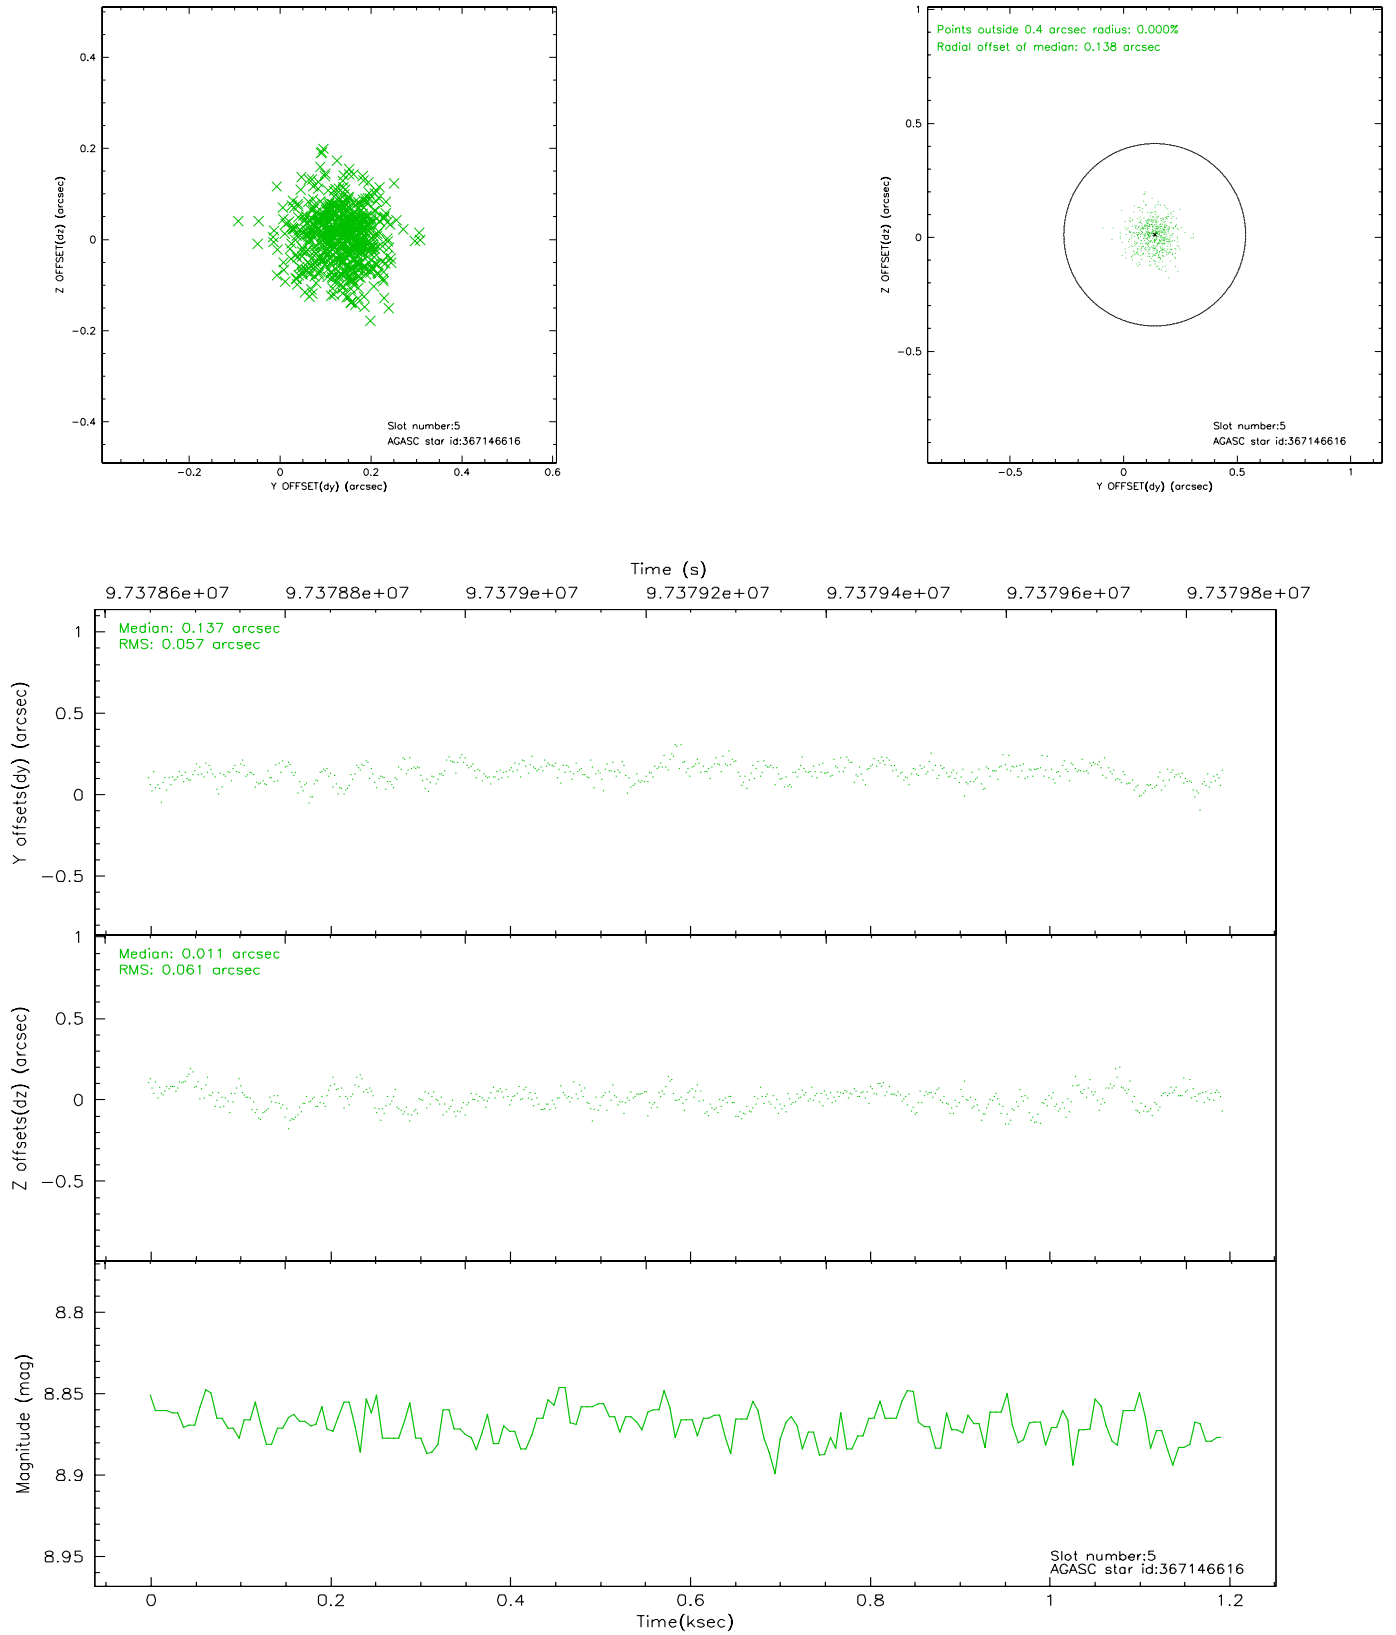 0.4
0.2
0
−0.2
−0.4
Z OFFSET(dz) (arcsec)
Slot number:5
AGASC star id:367146616
−0.2 0 0.2 0.4 0.6
Y OFFSET(dy) (arcsec)
1
0.5
0
−0.5
Z OFFSET(dz) (arcsec)
Points outside 0.4 arcsec radius: 0.000%
Radial offset of median: 0.138 arcsec
Slot number:5
AGASC star id:367146616
−0.5 0 0.5 1
Y OFFSET(dy) (arcsec)
Time (s)
9.73786e+07 9.73788e+07 9.7379e+07 9.73792e+07 9.73794e+07 9.73796e+07 9.73798e+07
Median: 0.137 arcsec
RMS: 0.057 arcsec
1
0.5
0
−0.5
Y offsets(dy) (arcsec)
Median: 0.011 arcsec
RMS: 0.061 arcsec
1
0.5
0
−0.5
Z offsets(dz) (arcsec)
8.8
8.85
8.9
8.95
Magnitude (mag)
Slot number:5
AGASC star id:367146616
0 0.2 0.4 0.6 0.8 1 1.2
Time(ksec)